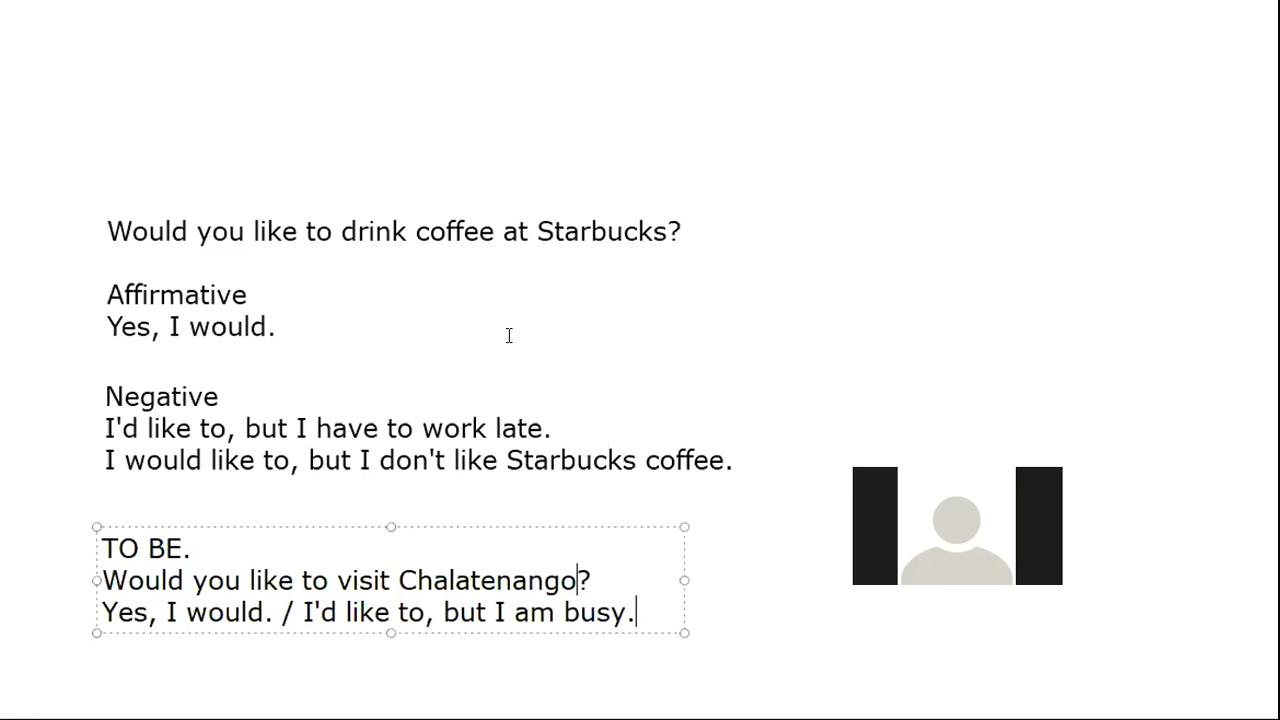 Would you like to drink coffee at Starbucks?
Affirmative
Yes, I would.
Negative
I'd like to, but I have to work late.
I would like to, but I don't like Starbucks coffee.
TO BE.
Would you like to visit Chalatenango?
Yes, I would. / I'd like to, but I am busy.